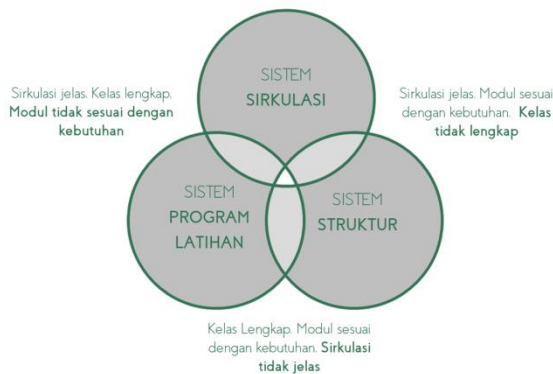 SISTEM
SIRKULASI
Sirkulasi jelas. Kelas lengkap.
Modul tidak sesuai dengan
kebutuhan
Sirkulasi jelas. Modul sesuai
dengan kebutuhan. Kelas
tidak lengkap
SISTEM
PROGRAM
LATIHAN
SISTEM
STRUKTUR
Kelas Lengkap. Modul sesuai
dengan kebutuhan. Sirkulasi
tidak jelas